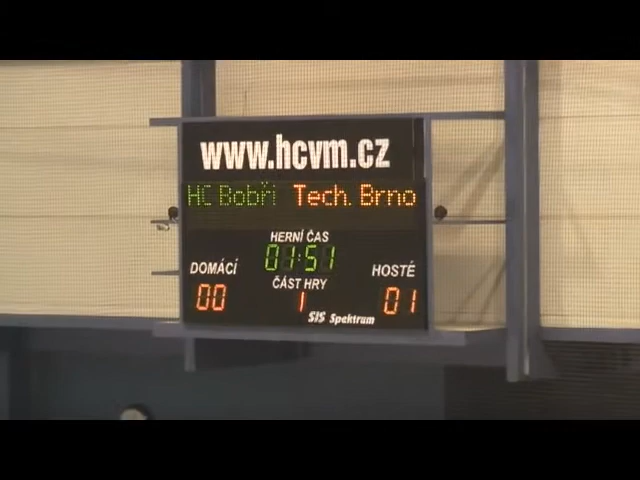 www.hcvm.cz
HC Bobři Tech. Brno
HERNÍ ČAS
01:51
DOMÁCÍ HOSTÉ
ČÁST HRY
00 1 01
SIS Spektrum